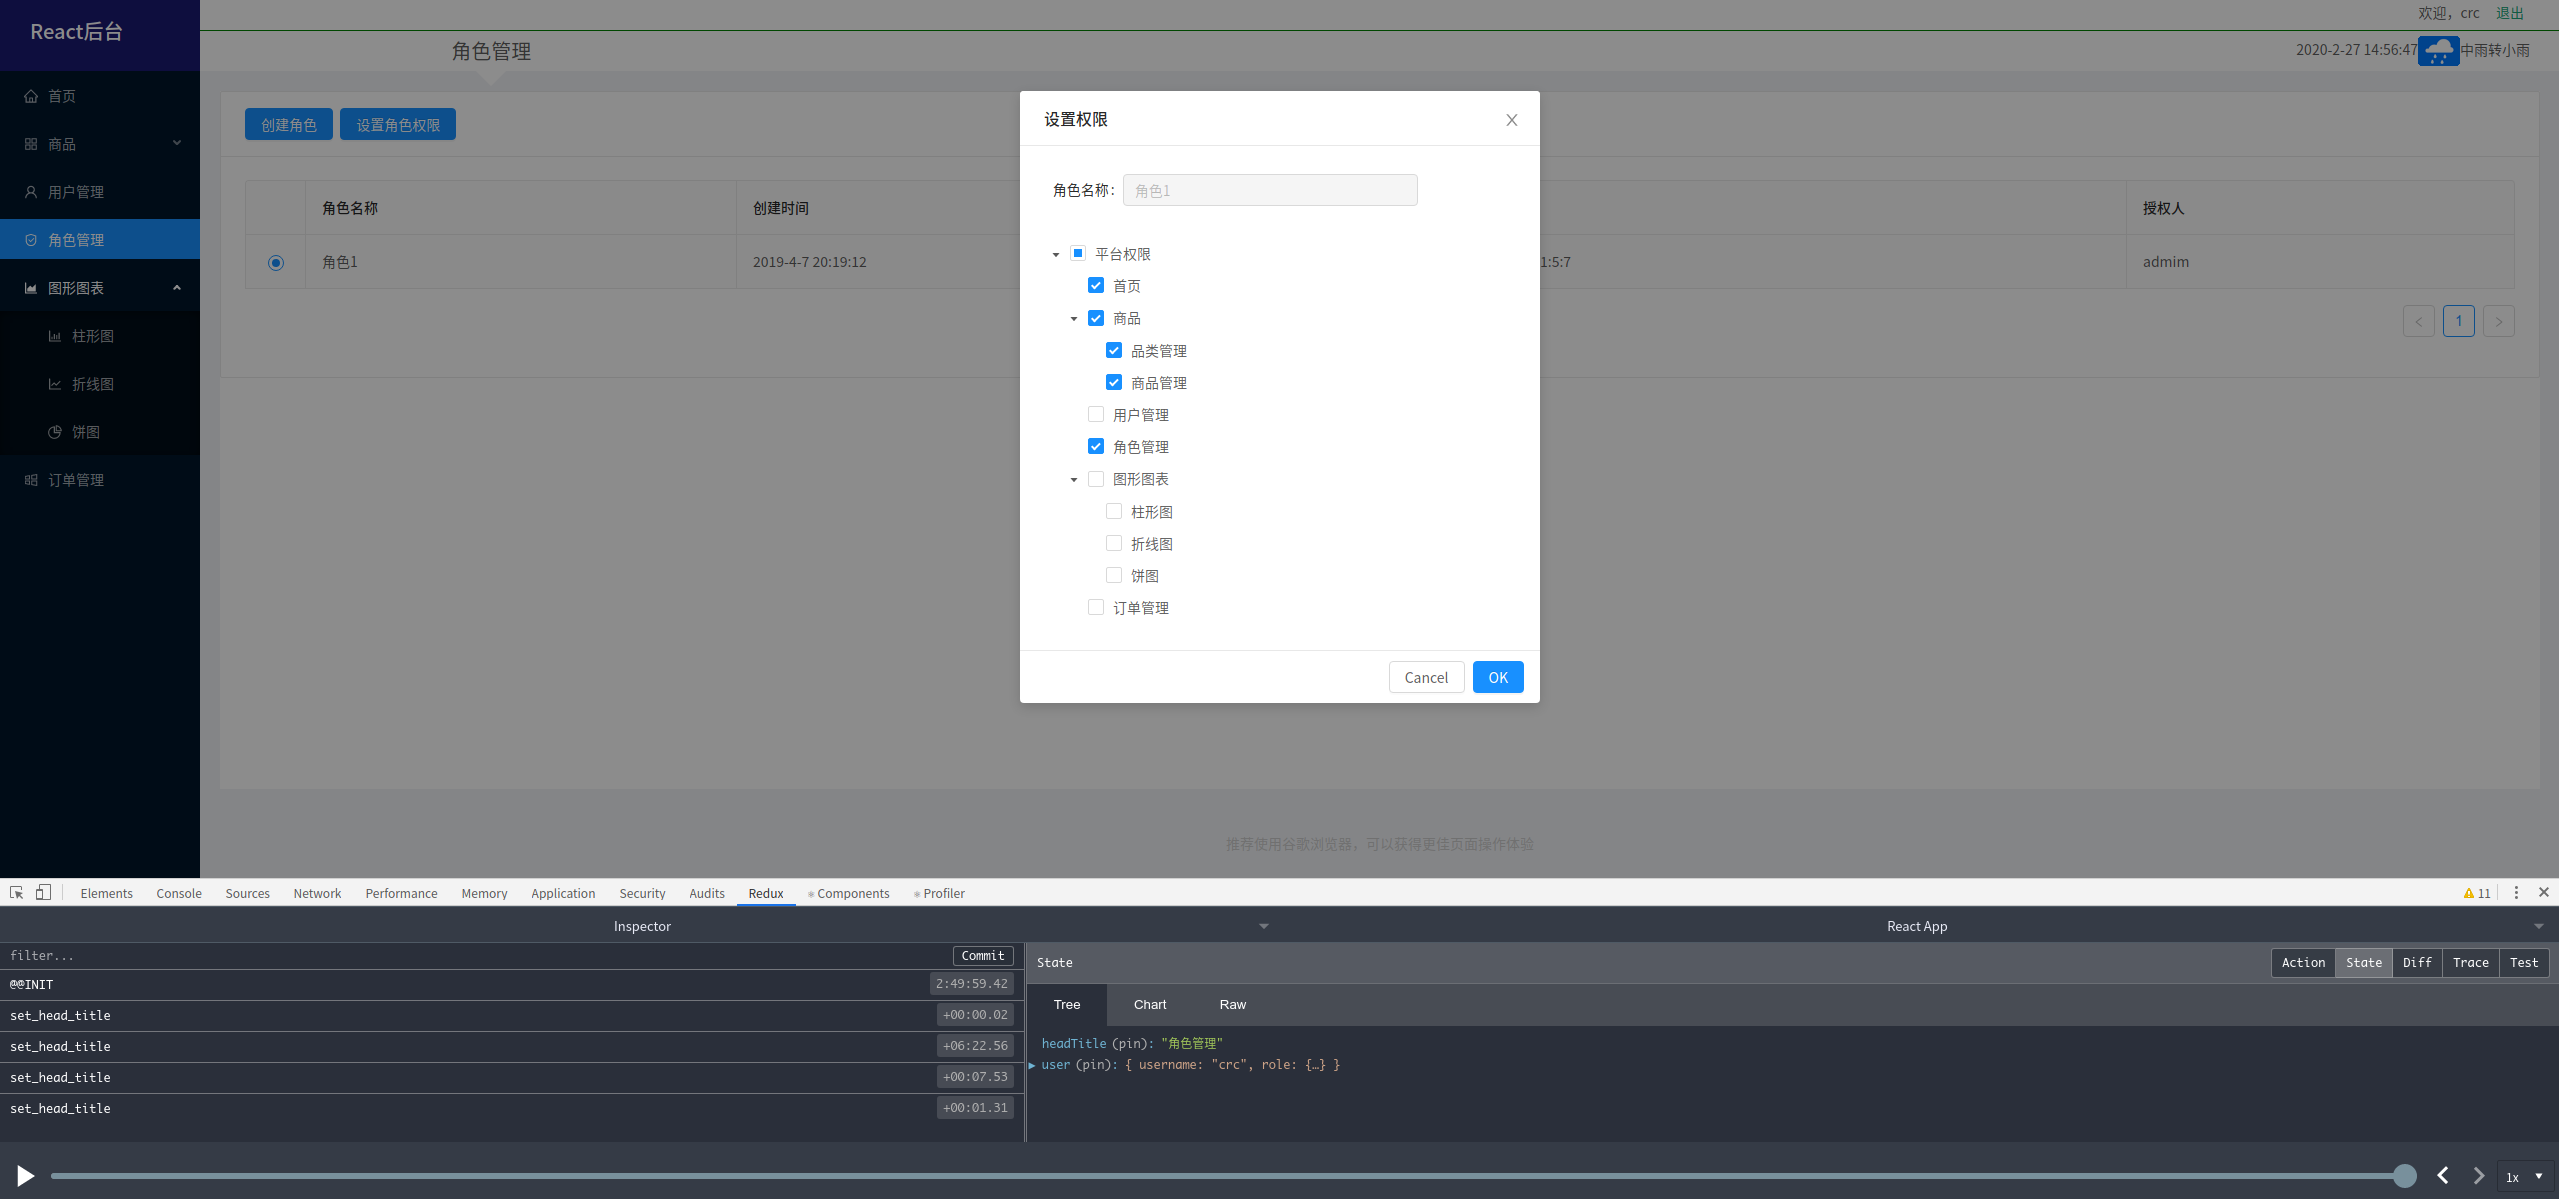 React后台
首页
商品
用户管理
角色管理
图形图表
柱形图
折线图
饼图
订单管理
欢迎，crc 退出
角色管理
2020-2-27 14:56:47 中雨转小雨
创建角色 设置角色权限
角色名称 创建时间 授权人
角色1 2019-4-7 20:19:12 1:5:7 admim
< 1 >
设置权限
角色名称: 角色1
平台权限
首页
商品
品类管理
商品管理
用户管理
角色管理
图形图表
柱形图
折线图
饼图
订单管理
Cancel OK
推荐使用谷歌浏览器，可以获得更佳页面操作体验
Elements Console Sources Network Performance Memory Application Security Audits Redux Components Profiler 11
Inspector React App
filter... Commit
@@INIT 2:49:59.42
set_head_title +00:00.02
set_head_title +06:22.56
set_head_title +00:07.53
set_head_title +00:01.31
State Action State Diff Trace Test
Tree Chart Raw
headTitle (pin): "角色管理"
user (pin): { username: "crc", role: {…} }
1x